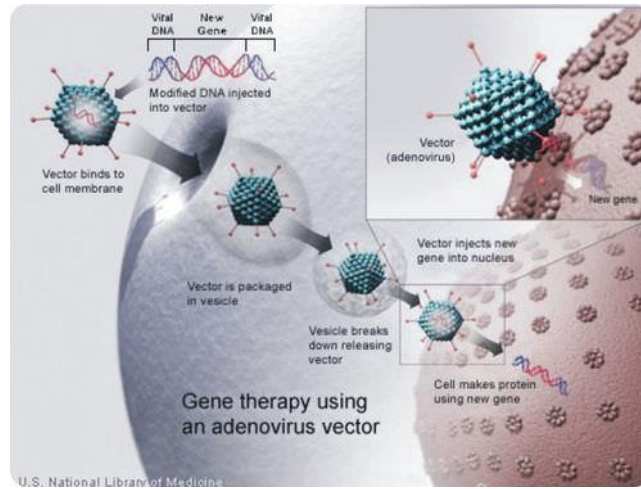 Viral
DNA
New
Gene
Viral
DNA
Modified DNA injected
into vector
Vector binds to
cell membrane
Vector is packaged
in vesicle
Vesicle breaks
down releasing
vector
Vector
(adenovirus)
New gene
Vector injects new
gene into nucleus
Cell makes protein
using new gene
Gene therapy using
an adenovirus vector
U.S. National Library of Medicine